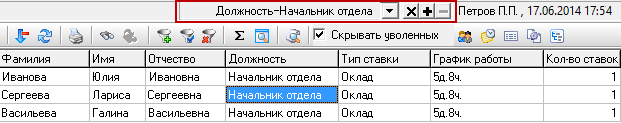 Должность-Начальник отдела Петров П.П. , 17.06.2014 17:54
Скрывать уволенных
Фамилия Имя Отчество Должность Тип ставки График работы Кол-во ставок
Иванова Юлия Ивановна Начальник отдела Оклад 5д.8ч. 1
Сергеева Лариса Сергеевна Начальник отдела Оклад 5д.8ч. 1
Васильева Галина Васильевна Начальник отдела Оклад 5д.8ч. 1